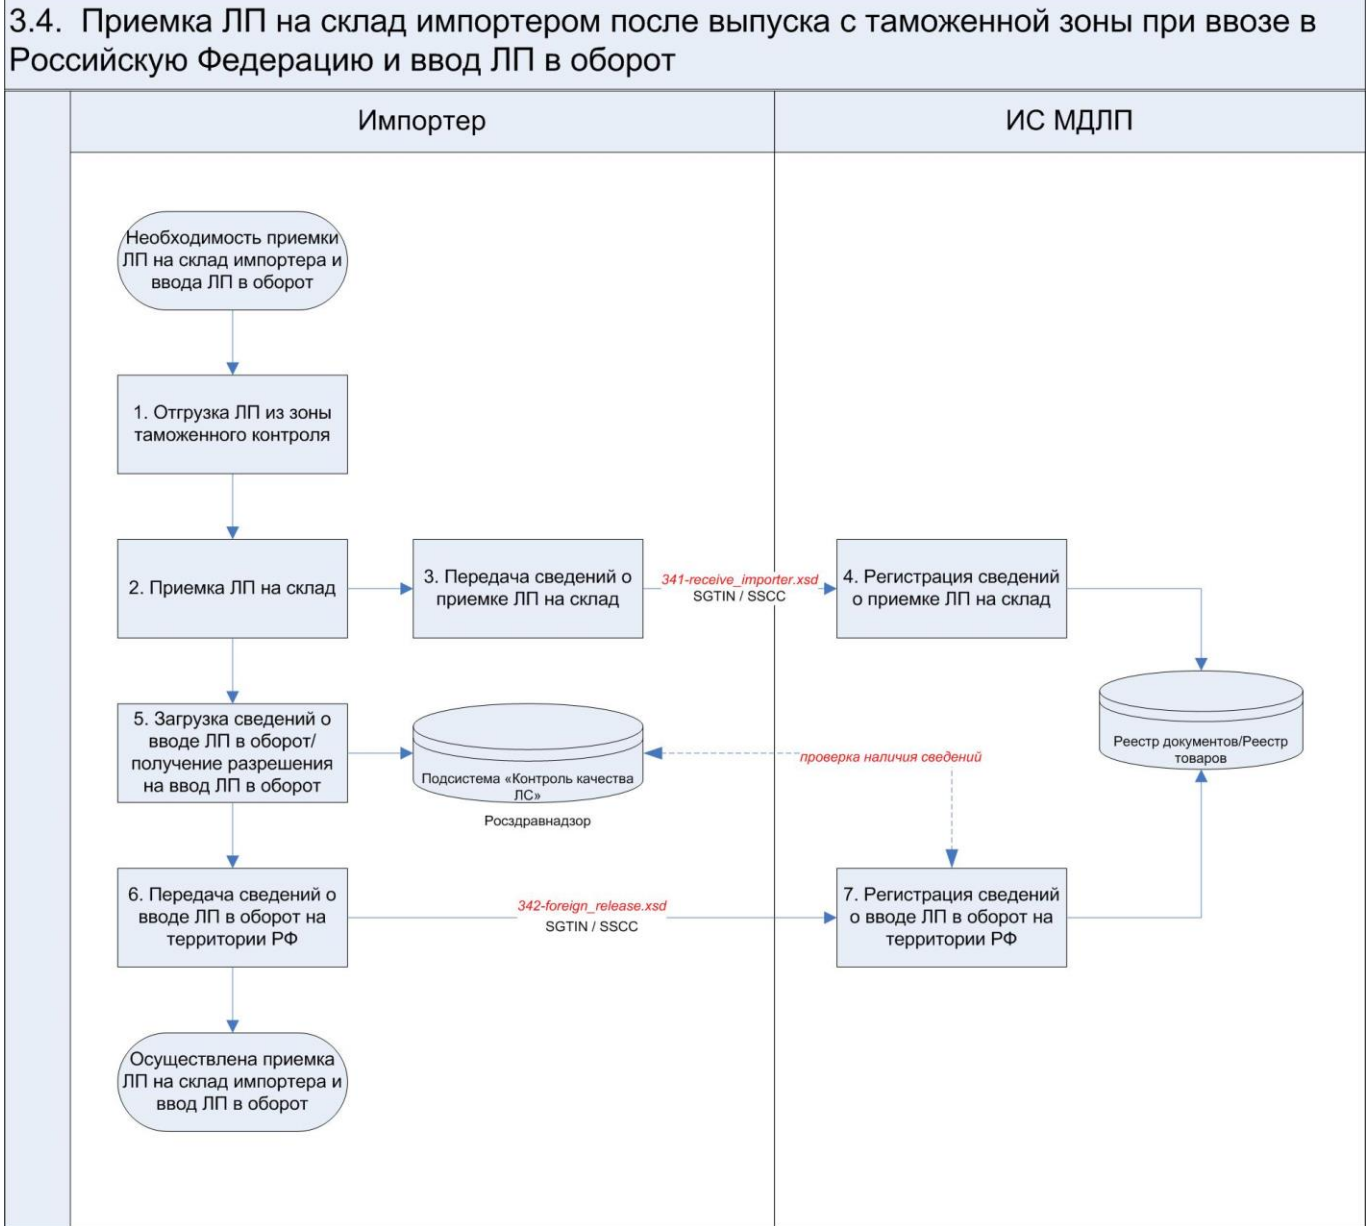 3.4. Приемка ЛП на склад импортером после выпуска с таможенной зоны при ввозе в
Российскую Федерацию и ввод ЛП в оборот
Импортер
ИС МДЛП
Необходимость приемки
ЛП на склад импортера и
ввода ЛП в оборот
1. Отгрузка ЛП из зоны
таможенного контроля
2. Приемка ЛП на склад
3. Передача сведений о
приемке ЛП на склад
341-receive_importer.xsd
SGTIN / SSCC
4. Регистрация сведений
о приемке ЛП на склад
5. Загрузка сведений о
вводе ЛП в оборот/
получение разрешения
на ввод ЛП в оборот
Подсистема «Контроль качества
ЛС»
Росздравнадзор
проверка наличия сведений
Реестр документов/Реестр
товаров
6. Передача сведений о
вводе ЛП в оборот на
территории РФ
342-foreign_release.xsd
SGTIN / SSCC
7. Регистрация сведений
о вводе ЛП в оборот на
территории РФ
Осуществлена приемка
ЛП на склад импортера и
ввод ЛП в оборот